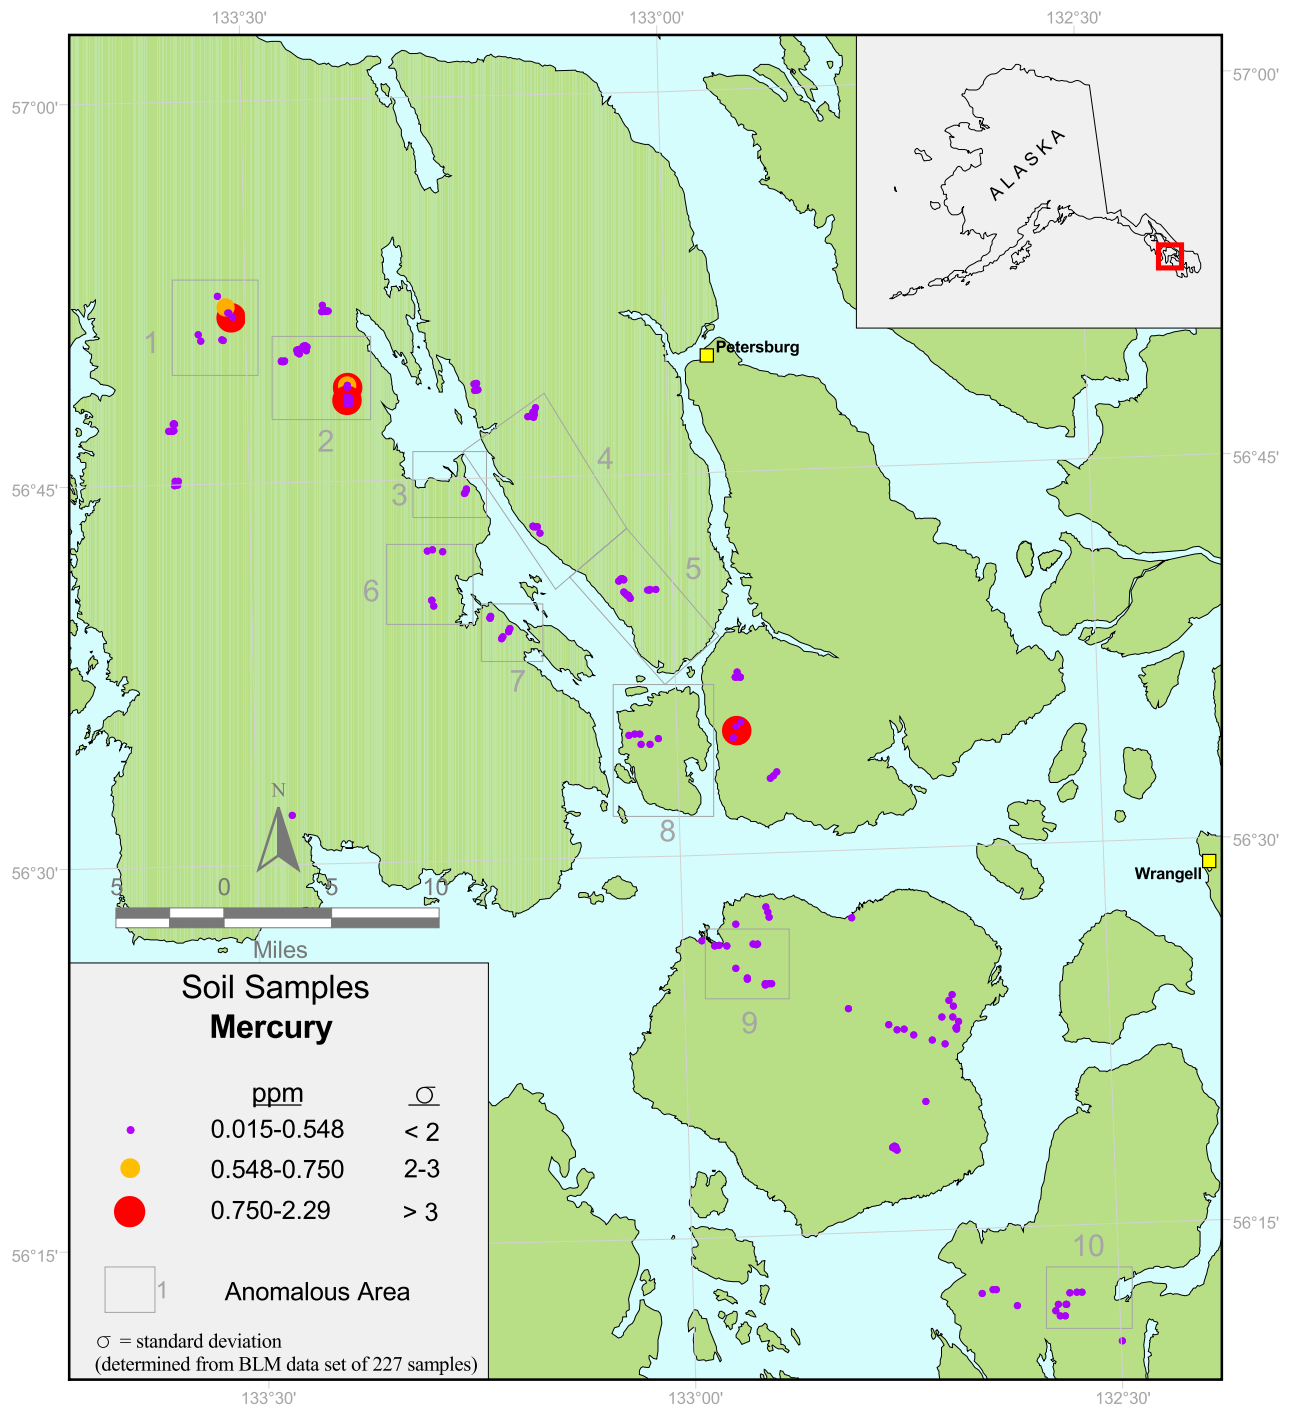 133°30'
133°00'
132°30'
57°00'
57°00'
ALASKA
1
Petersburg
2
4
3
56°45'
56°45'
5
6
7
8
N
56°30'
56°30'
Wrangell
5 0 5 10
Miles
Soil Samples
Mercury
9
ppm σ
0.015-0.548 < 2
0.548-0.750 2-3
0.750-2.29 > 3
56°15'
56°15'
10
1 Anomalous Area
σ = standard deviation
(determined from BLM data set of 227 samples)
133°30'
133°00'
132°30'